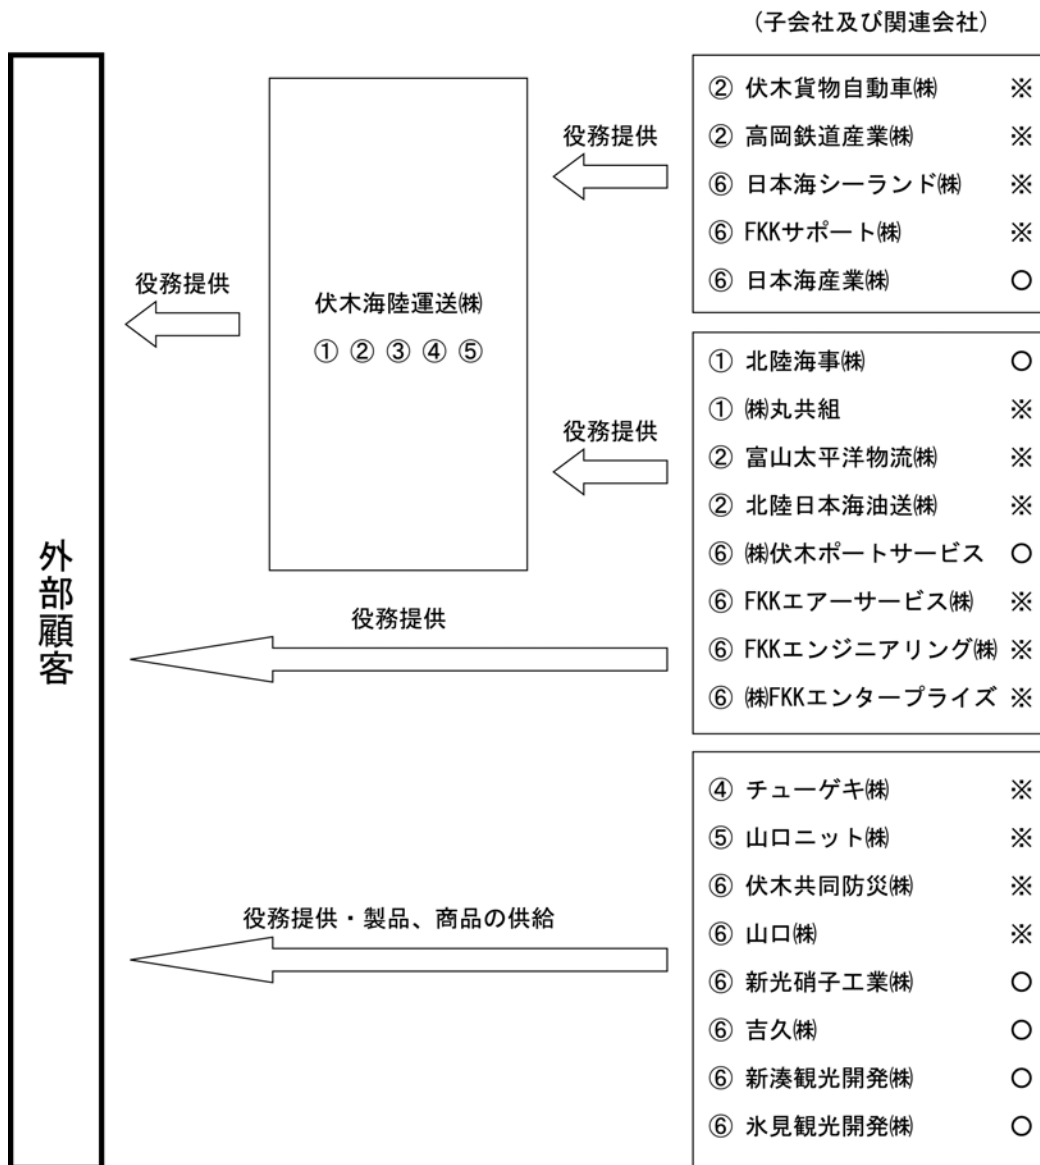 (子会社及び関連会社)
② 伏木貨物自動車㈱ ※
② 高岡鉄道産業㈱ ※
⑥ 日本海シーランド㈱ ※
⑥ FKKサポート㈱ ※
⑥ 日本海産業㈱ ○
役務提供
役務提供
伏木海陸運送㈱
① ② ③ ④ ⑤
① 北陸海事㈱ ○
① ㈱丸共組 ※
② 富山太平洋物流㈱ ※
② 北陸日本海油送㈱ ※
⑥ ㈱伏木ポートサービス ○
⑥ FKKエアーサービス㈱ ※
⑥ FKKエンジニアリング㈱ ※
⑥ ㈱FKKエンタープライズ ※
役務提供
役務提供
外部顧客
④ チューゲキ㈱ ※
⑤ 山口ニット㈱ ※
⑥ 伏木共同防災㈱ ※
⑥ 山口㈱ ※
⑥ 新光硝子工業㈱ ○
⑥ 吉久㈱ ○
⑥ 新湊観光開発㈱ ○
⑥ 氷見観光開発㈱ ○
役務提供・製品、商品の供給